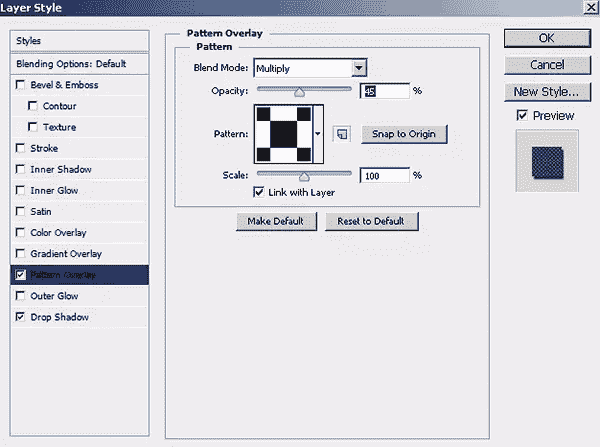 Layer Style
Styles
Blending Options: Default
Bevel & Emboss
Contour
Texture
Stroke
Inner Shadow
Inner Glow
Satin
Color Overlay
Gradient Overlay
Pattern Overlay
Outer Glow
Drop Shadow
Pattern Overlay
Pattern
Blend Mode: Multiply
Opacity: 45 %
Pattern: Snap to Origin
Scale: 100 %
Link with Layer
Make Default Reset to Default
OK
Cancel
New Style...
Preview